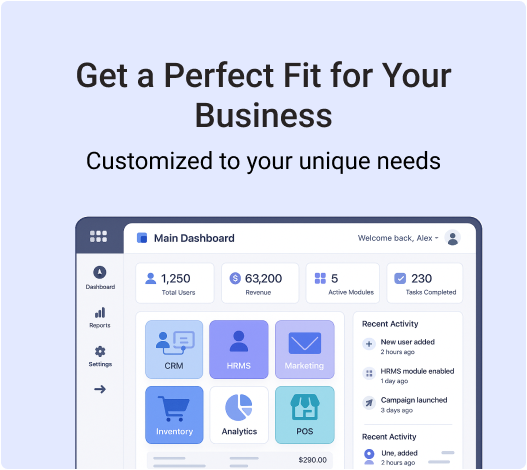 Get a Perfect Fit for Your
Business
Customized to your unique needs
Main Dashboard
Welcome back, Alex
Dashboard
Reports
Settings
1,250
Total Users
63,200
Revenue
5
Active Modules
230
Tasks Completed
CRM
HRMS
Marketing
Inventory
Analytics
POS
$290.00
Recent Activity
New user added
2 hours ago
HRMS module enabled
1 day ago
Campaign launched
3 days ago
Recent Activity
Une, added
2 hours ago